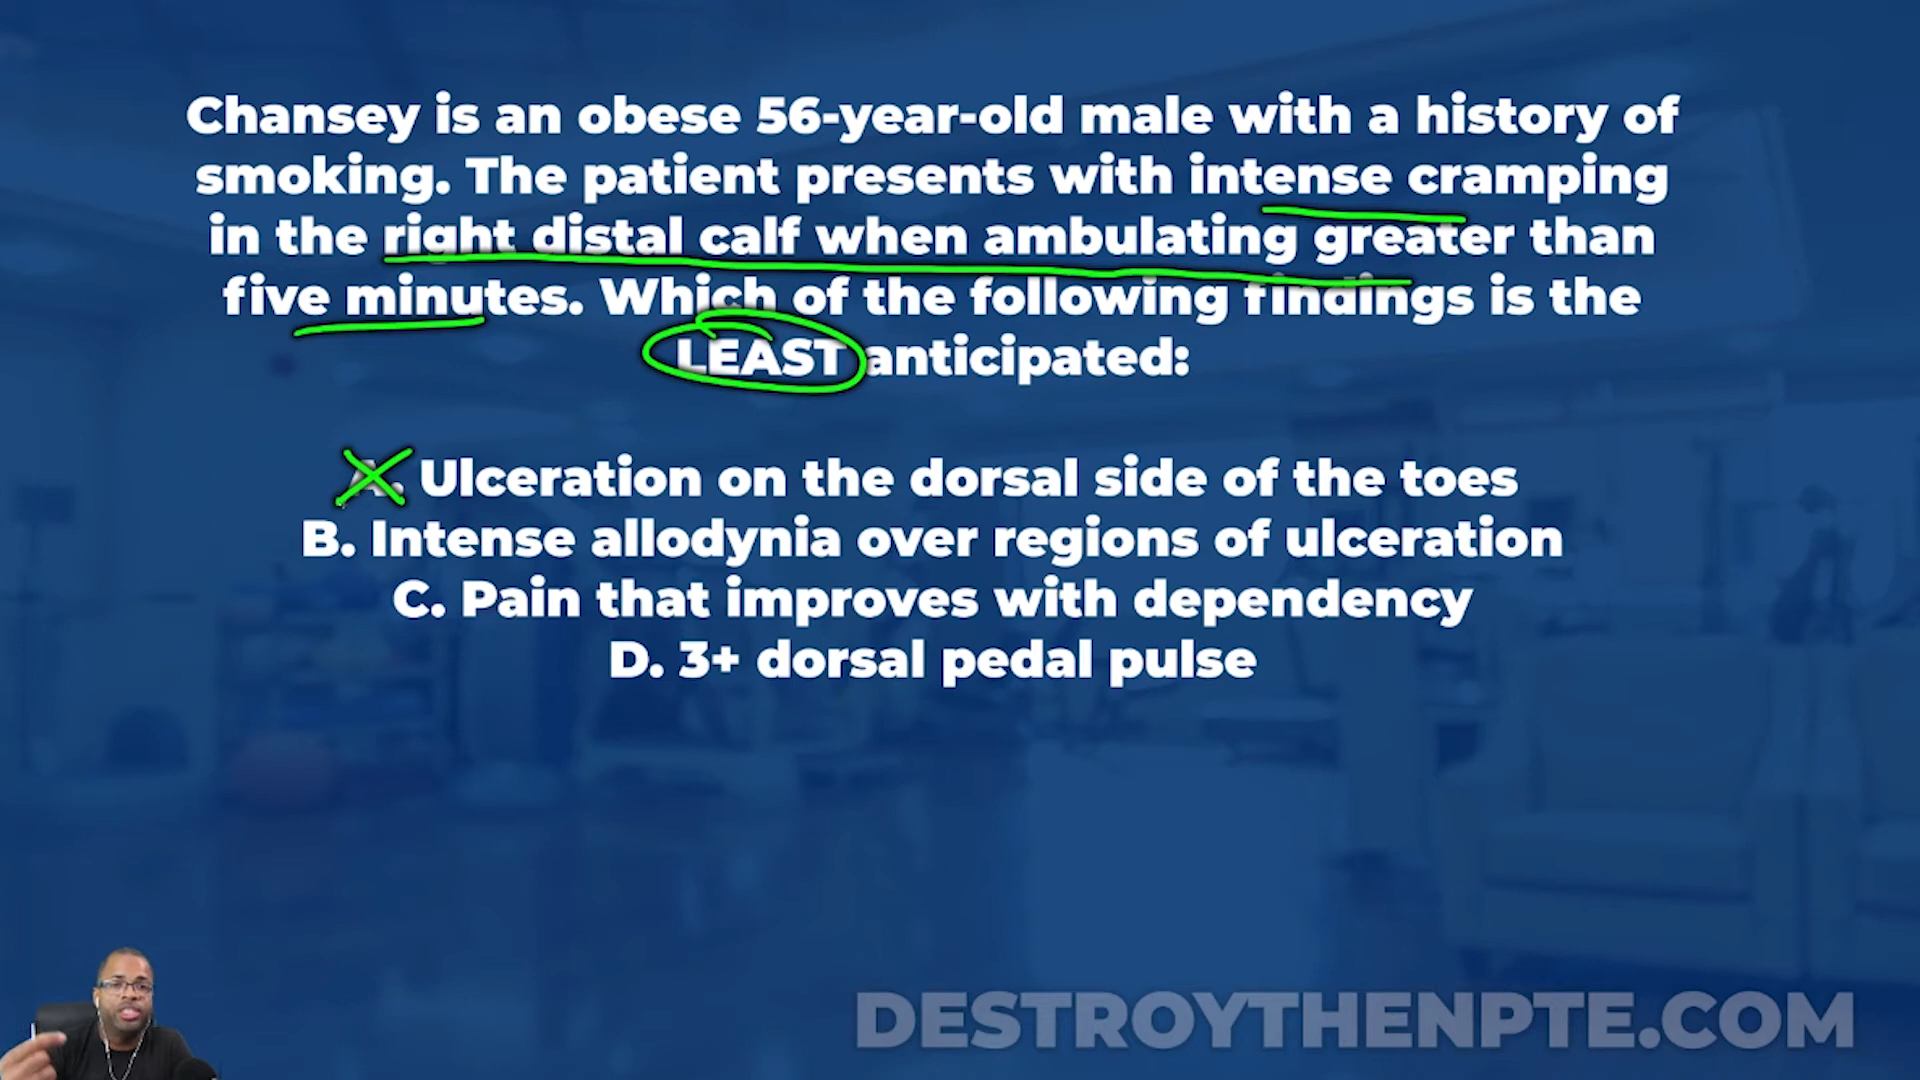 Chansey is an obese 56-year-old male with a history of
smoking. The patient presents with intense cramping
in the right distal calf when ambulating greater than
five minutes. Which of the following findings is the
LEAST anticipated:
A. Ulceration on the dorsal side of the toes
B. Intense allodynia over regions of ulceration
C. Pain that improves with dependency
D. 3+ dorsal pedal pulse
DESTROYTHENPTE.COM